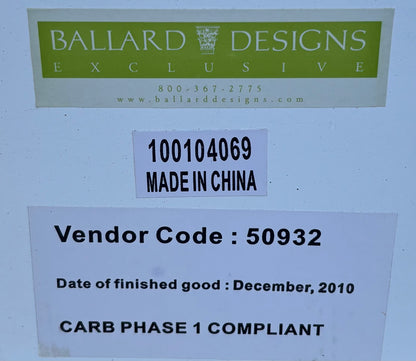 BALLARD DESIGNS
EXCLUSIVE
800-367-2775
www.ballarddesigns.com
100104069
MADE IN CHINA
Vendor Code : 50932
Date of finished good : December, 2010
CARB PHASE 1 COMPLIANT